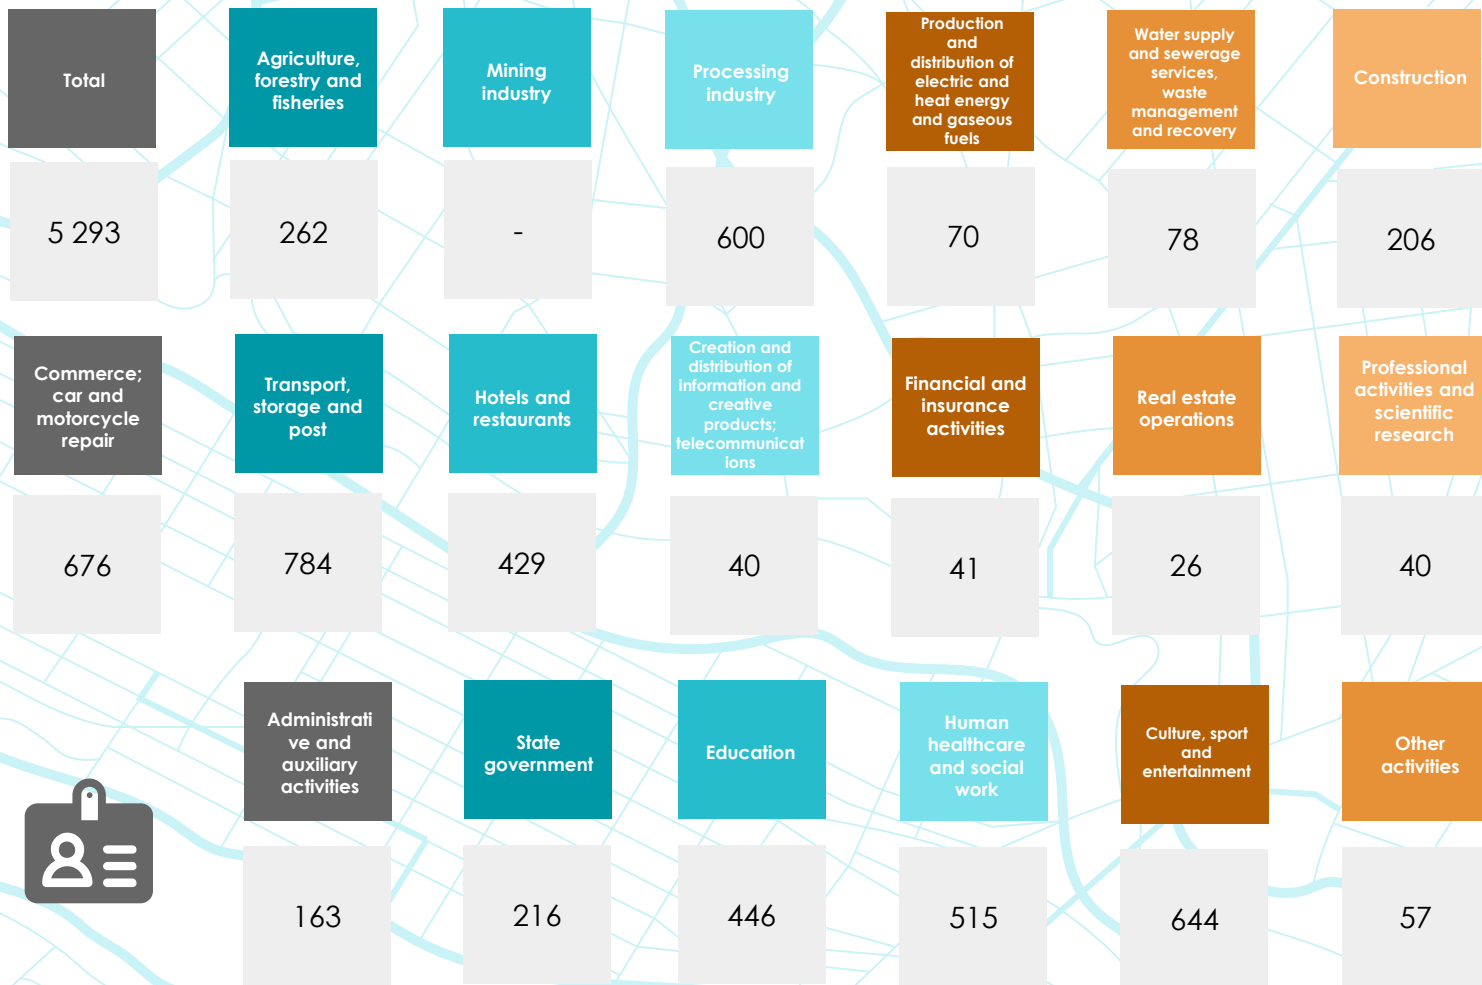 Total
Agriculture,
forestry and
fisheries
Mining
industry
Processing
industry
Production
and
distribution of
electric and
heat energy
and gaseous
fuels
Water supply
and sewerage
services,
waste
management
and recovery
Construction
5 293
262
-
600
70
78
206
Commerce;
car and
motorcycle
repair
Transport,
storage and
post
Hotels and
restaurants
Creation and
distribution of
information and
creative
products;
telecommunicat
ions
Financial and
insurance
activities
Real estate
operations
Professional
activities and
scientific
research
676
784
429
40
41
26
40
Administrati
ve and
auxiliary
activities
State
government
Education
Human
healthcare
and social
work
Culture, sport
and
entertainment
Other
activities
163
216
446
515
644
57